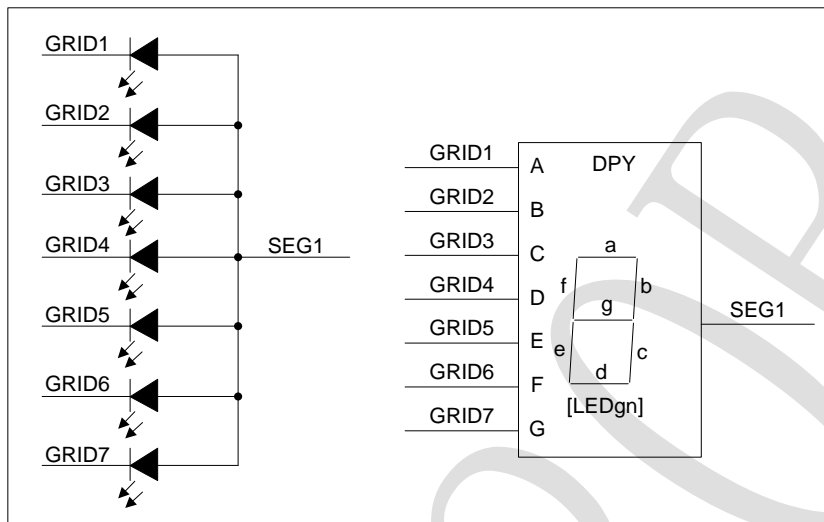 GRID1
GRID2
GRID3
GRID4
GRID5
GRID6
GRID7
SEG1
GRID1
GRID2
GRID3
GRID4
GRID5
GRID6
GRID7
A
B
C
D
E
F
G
DPY
a
f b
g
e c
d
[LEDgn]
SEG1